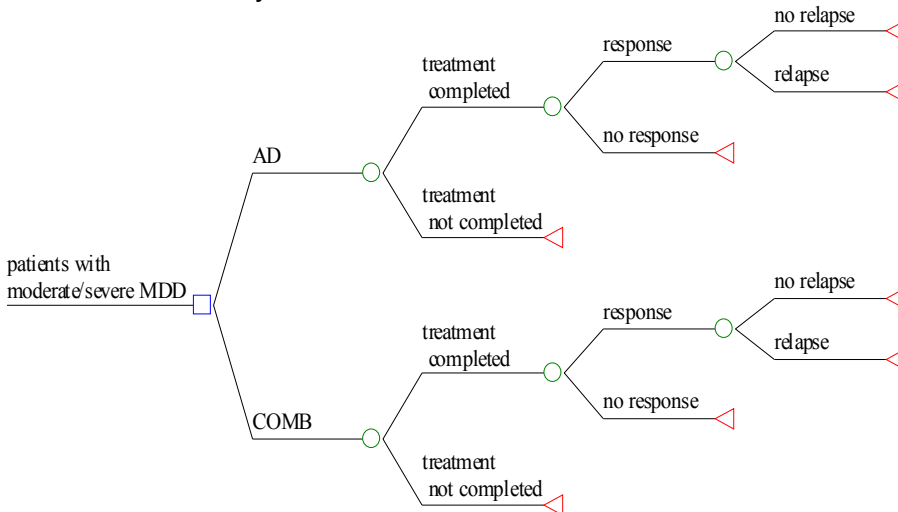 no relapse
response
relapse
treatment
completed
no response
AD
treatment
not completed
patients with
moderate/severe MDD
no relapse
response
relapse
treatment
completed
no response
COMB
treatment
not completed